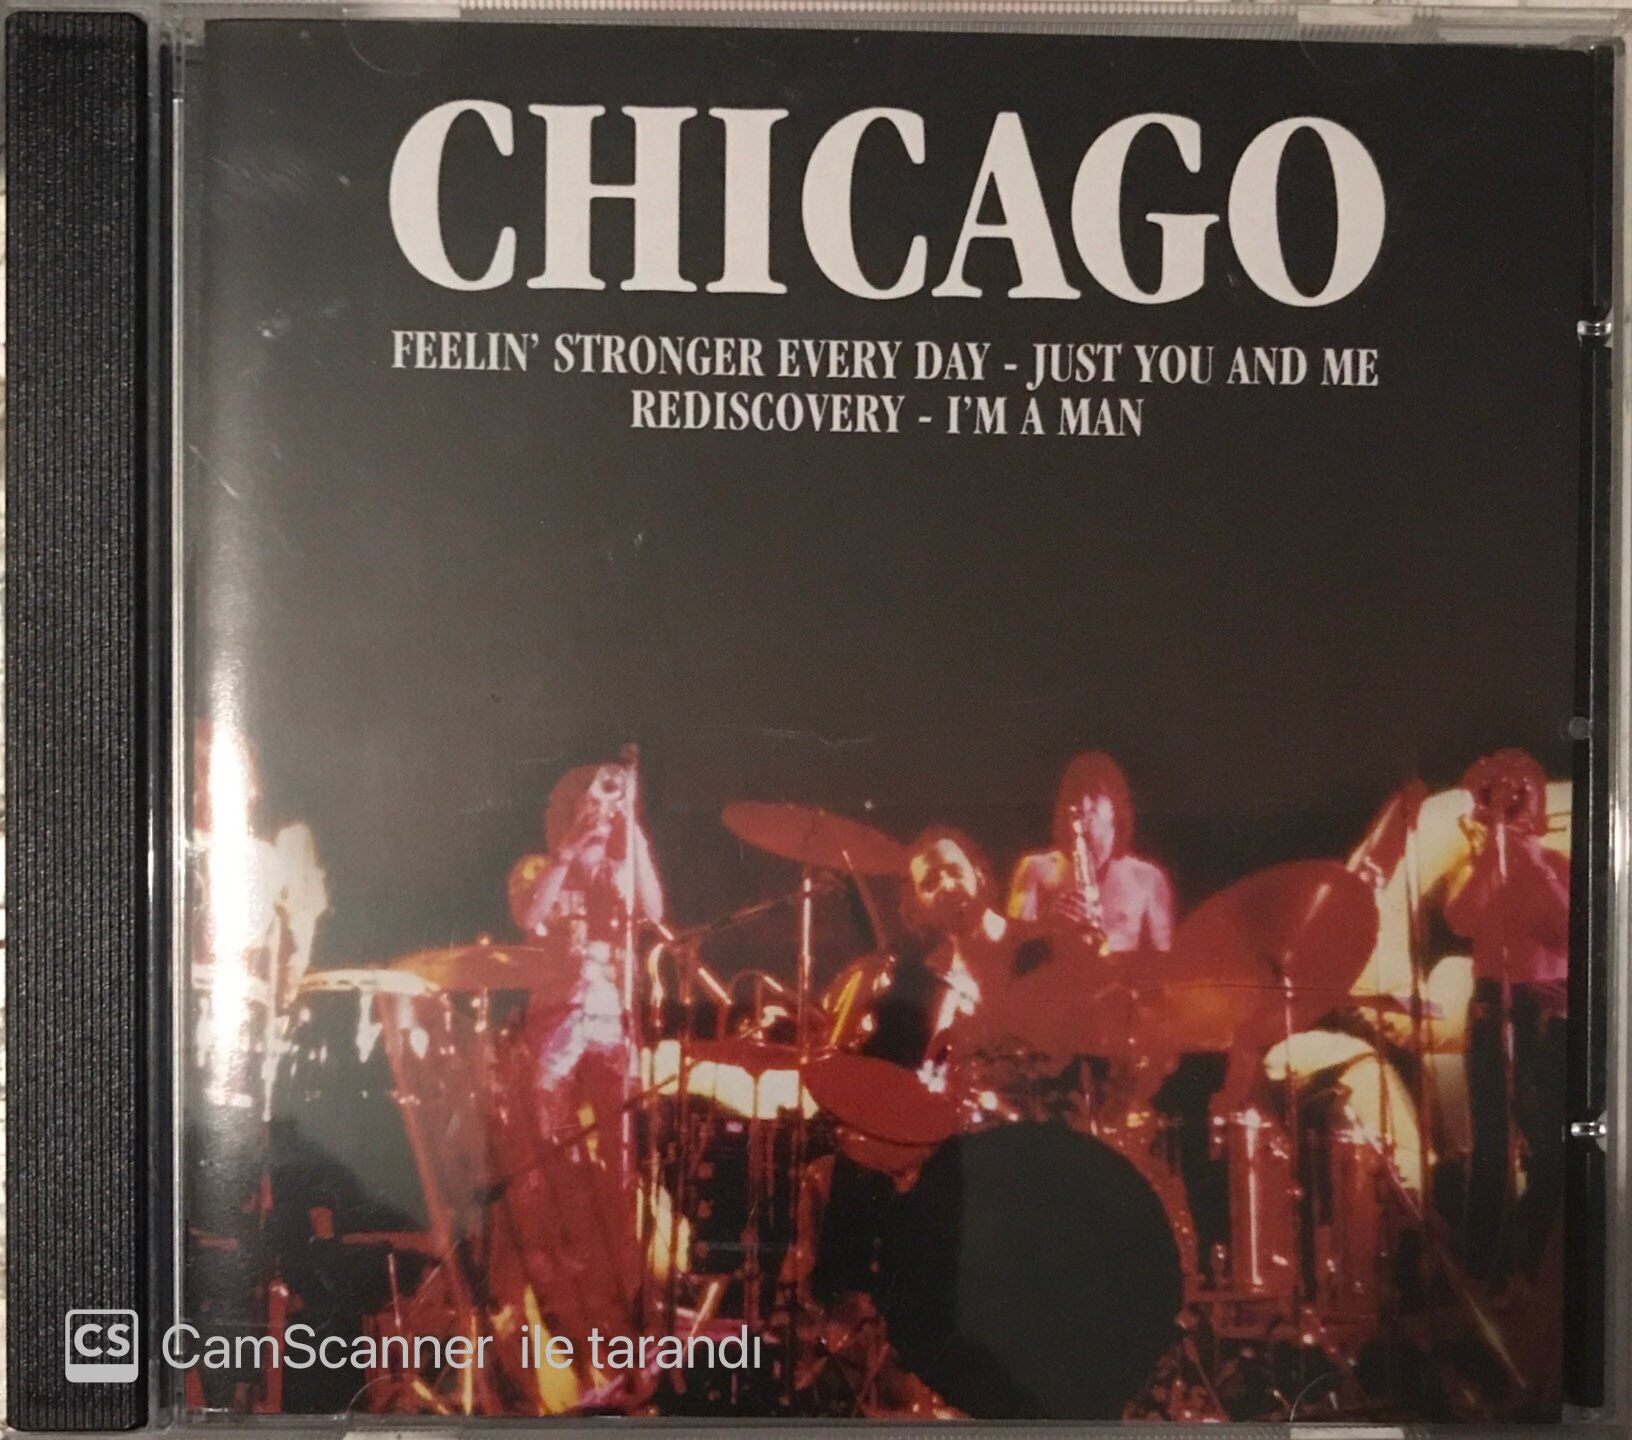 CHICAGO
FEELIN' STRONGER EVERY DAY - JUST YOU AND ME
REDISCOVERY - I'M A MAN
CS CamScanner ile tarandı